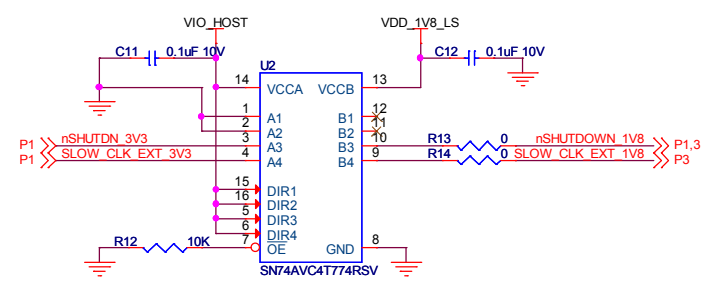 VIO_HOST
VDD_1V8_LS
C11 0.1uF 10V
C12 0.1uF 10V
U2
14 VCCA VCCB 13
1 A1 B1 12
2 A2 B2 11
P1 nSHUTDN_3V3 3 A3 B3 10 R13 0 nSHUTDOWN_1V8 P1,3
P1 SLOW_CLK_EXT_3V3 4 A4 B4 9 R14 0 SLOW_CLK_EXT_1V8 P3
15 DIR1
16 DIR2
5 DIR3
6 DIR4
R12 10K 7 OE GND 8
SN74AVC4T774RSV